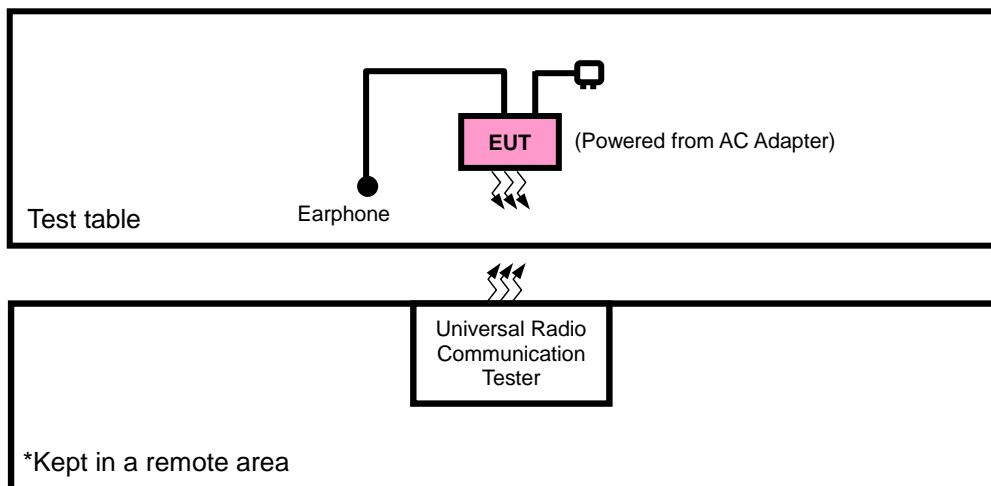 EUT
(Powered from AC Adapter)
Earphone
Test table
Universal Radio
Communication
Tester
*Kept in a remote area